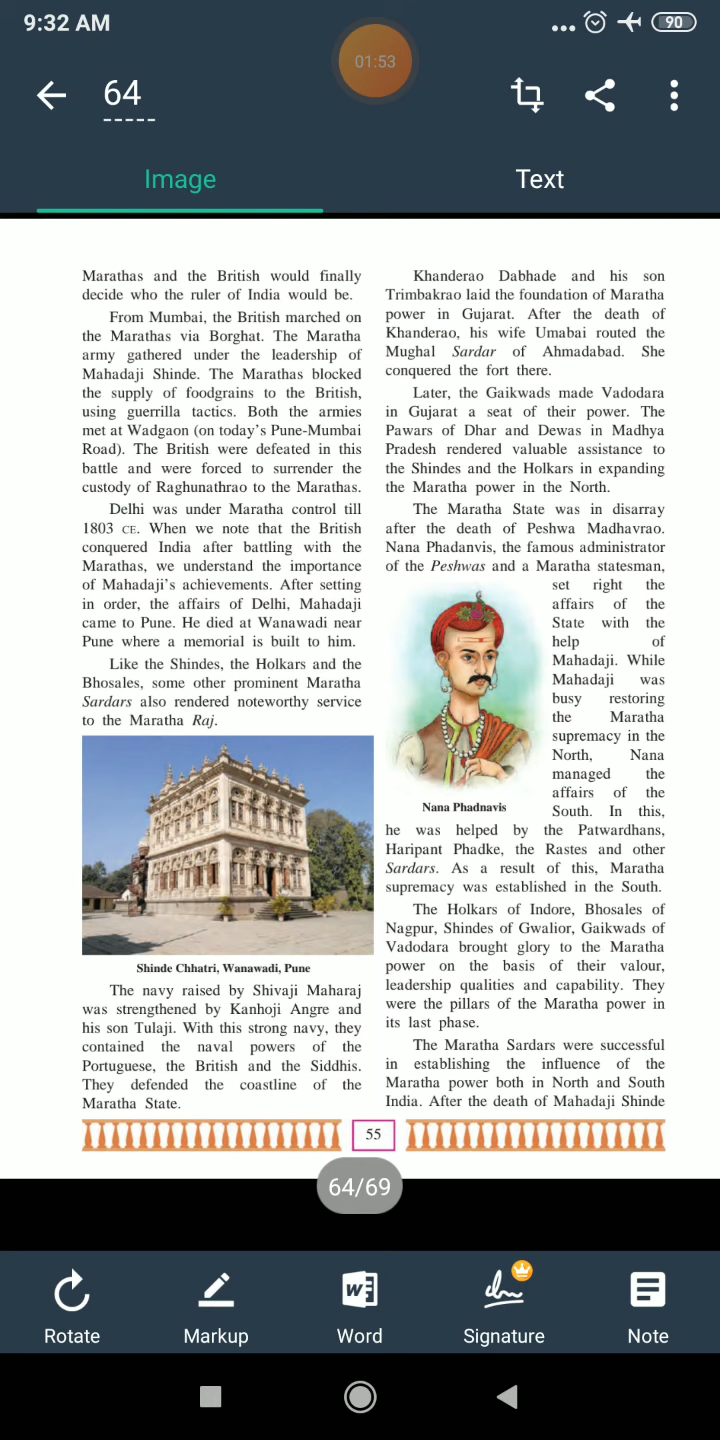 9:32 AM
90
01:53
64
Image
Text
Marathas and the British would finally
decide who the ruler of India would be.
From Mumbai, the British marched on
the Marathas via Borghat. The Maratha
army gathered under the leadership of
Mahadaji Shinde. The Marathas blocked
the supply of foodgrains to the British,
using guerrilla tactics. Both the armies
met at Wadgaon (on today's Pune-Mumbai
Road). The British were defeated in this
battle and were forced to surrender the
custody of Raghunathrao to the Marathas.
Delhi was under Maratha control till
1803 CE. When we note that the British
conquered India after battling with the
Marathas, we understand the importance
of Mahadaji's achievements. After setting
in order, the affairs of Delhi, Mahadaji
came to Pune. He died at Wanawadi near
Pune where a memorial is built to him.
Like the Shindes, the Holkars and the
Bhosales, some other prominent Maratha
Sardars also rendered noteworthy service
to the Maratha Raj.
Shinde Chhatri, Wanawadi, Pune
The navy raised by Shivaji Maharaj
was strengthened by Kanhoji Angre and
his son Tulaji. With this strong navy, they
contained the naval powers of the
Portuguese, the British and the Siddhis.
They defended the coastline of the
Maratha State.
Khanderao Dabhade and his son
Trimbakrao laid the foundation of Maratha
power in Gujarat. After the death of
Khanderao, his wife Umabai routed the
Mughal Sardar of Ahmadabad. She
conquered the fort there.
Later, the Gaikwads made Vadodara
in Gujarat a seat of their power. The
Pawars of Dhar and Dewas in Madhya
Pradesh rendered valuable assistance to
the Shindes and the Holkars in expanding
the Maratha power in the North.
The Maratha State was in disarray
after the death of Peshwa Madhavrao.
Nana Phadanvis, the famous administrator
of the Peshwas and a Maratha statesman,
set right the
affairs of the
State with the
help of
Mahadaji. While
Mahadaji was
busy restoring
the Maratha
supremacy in the
North, Nana
managed the
affairs of the
South. In this,
Nana Phadnavis
he was helped by the Patwardhans,
Haripant Phadke, the Rastes and other
Sardars. As a result of this, Maratha
supremacy was established in the South.
The Holkars of Indore, Bhosales of
Nagpur, Shindes of Gwalior, Gaikwads of
Vadodara brought glory to the Maratha
power on the basis of their valour,
leadership qualities and capability. They
were the pillars of the Maratha power in
its last phase.
The Maratha Sardars were successful
in establishing the influence of the
Maratha power both in North and South
India. After the death of Mahadaji Shinde
55
64/69
Rotate
Markup
Word
Signature
Note